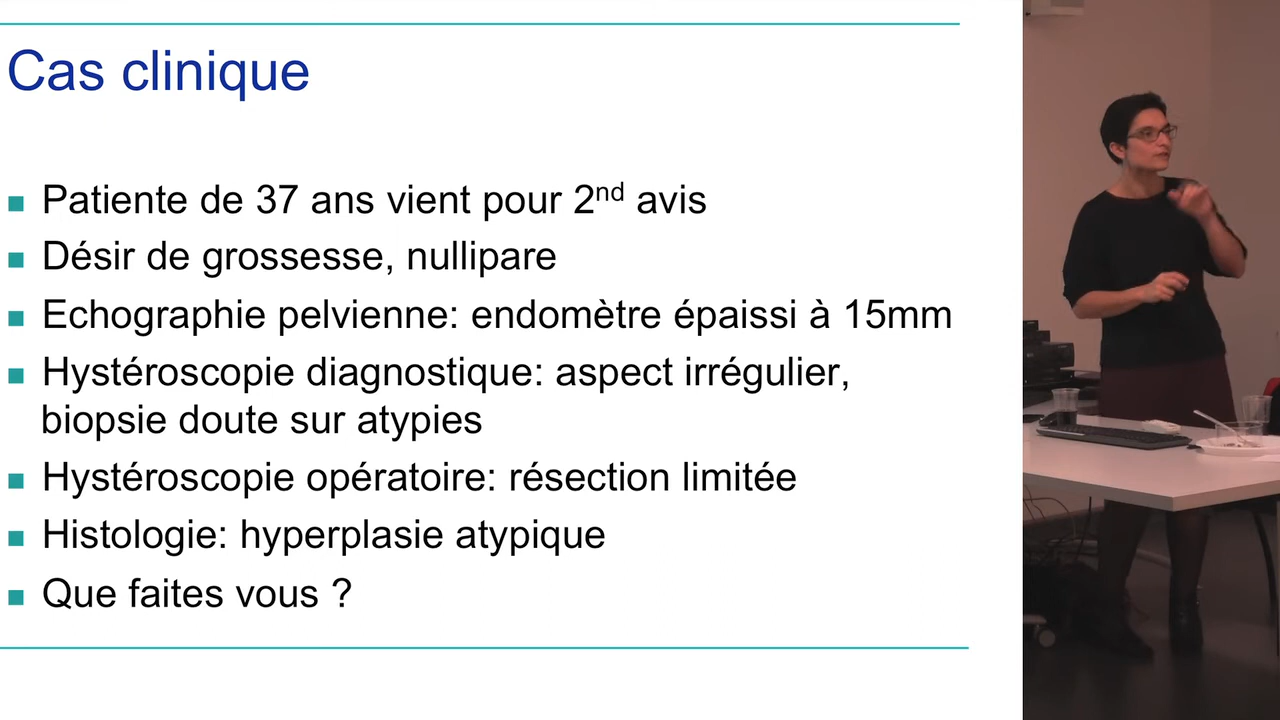 Cas clinique
Patiente de 37 ans vient pour 2nd avis
Désir de grossesse, nullipare
Echographie pelvienne: endomètre épaissi à 15mm
Hystéroscopie diagnostique: aspect irrégulier,
biopsie doute sur atypies
Hystéroscopie opératoire: résection limitée
Histologie: hyperplasie atypique
Que faites vous ?